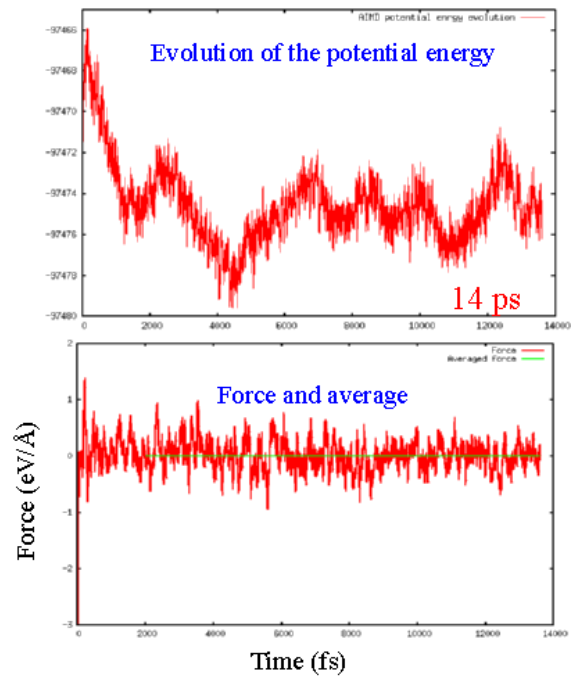 AIMD potential enrgy evolution
Evolution of the potential energy
-97466
-97468
-97470
-97472
-97474
-97476
-97478
-97480
14 ps
0 2000 4000 6000 8000 10000 12000 14000
Force
Averaged force
Force and average
2
1
0
-1
-2
-3
Force (eV/Å)
0 2000 4000 6000 8000 10000 12000 14000
Time (fs)